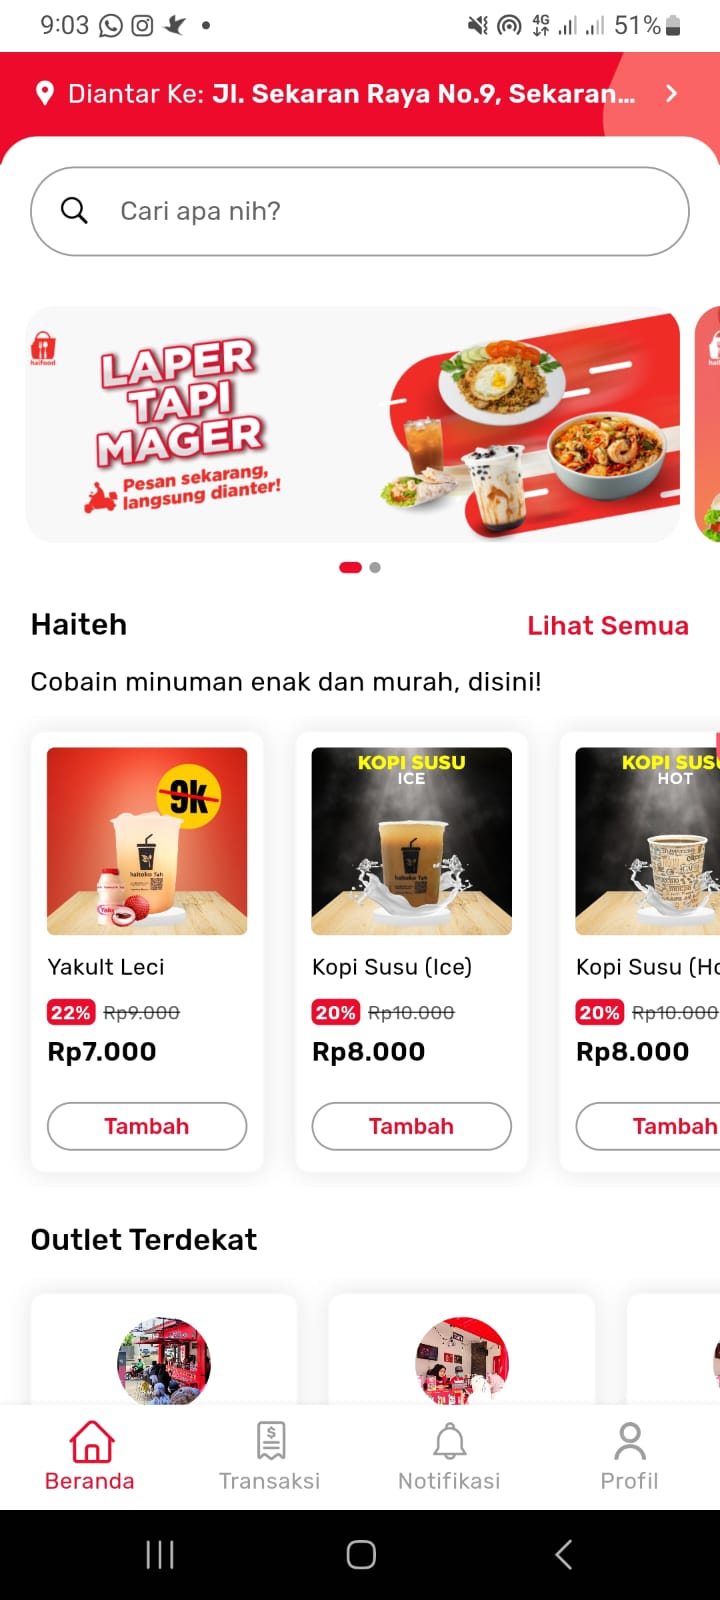 9:03
4G
51%
Diantar Ke: Jl. Sekaran Raya No.9, Sekaran...
Cari apa nih?
haifood
LAPER
TAPI
MAGER
Pesan sekarang,
langsung dianter!
Haiteh
Lihat Semua
Cobain minuman enak dan murah, disini!
9k
haitoko Teh
KOPI SUSU
ICE
haitoko Teh
KOPI SUSU
HOT
Yakult Leci
22% Rp9.000
Rp7.000
Tambah
Kopi Susu (Ice)
20% Rp10.000
Rp8.000
Tambah
Kopi Susu (Ho
20% Rp10.000
Rp8.000
Tambah
Outlet Terdekat
Beranda
Transaksi
Notifikasi
Profil